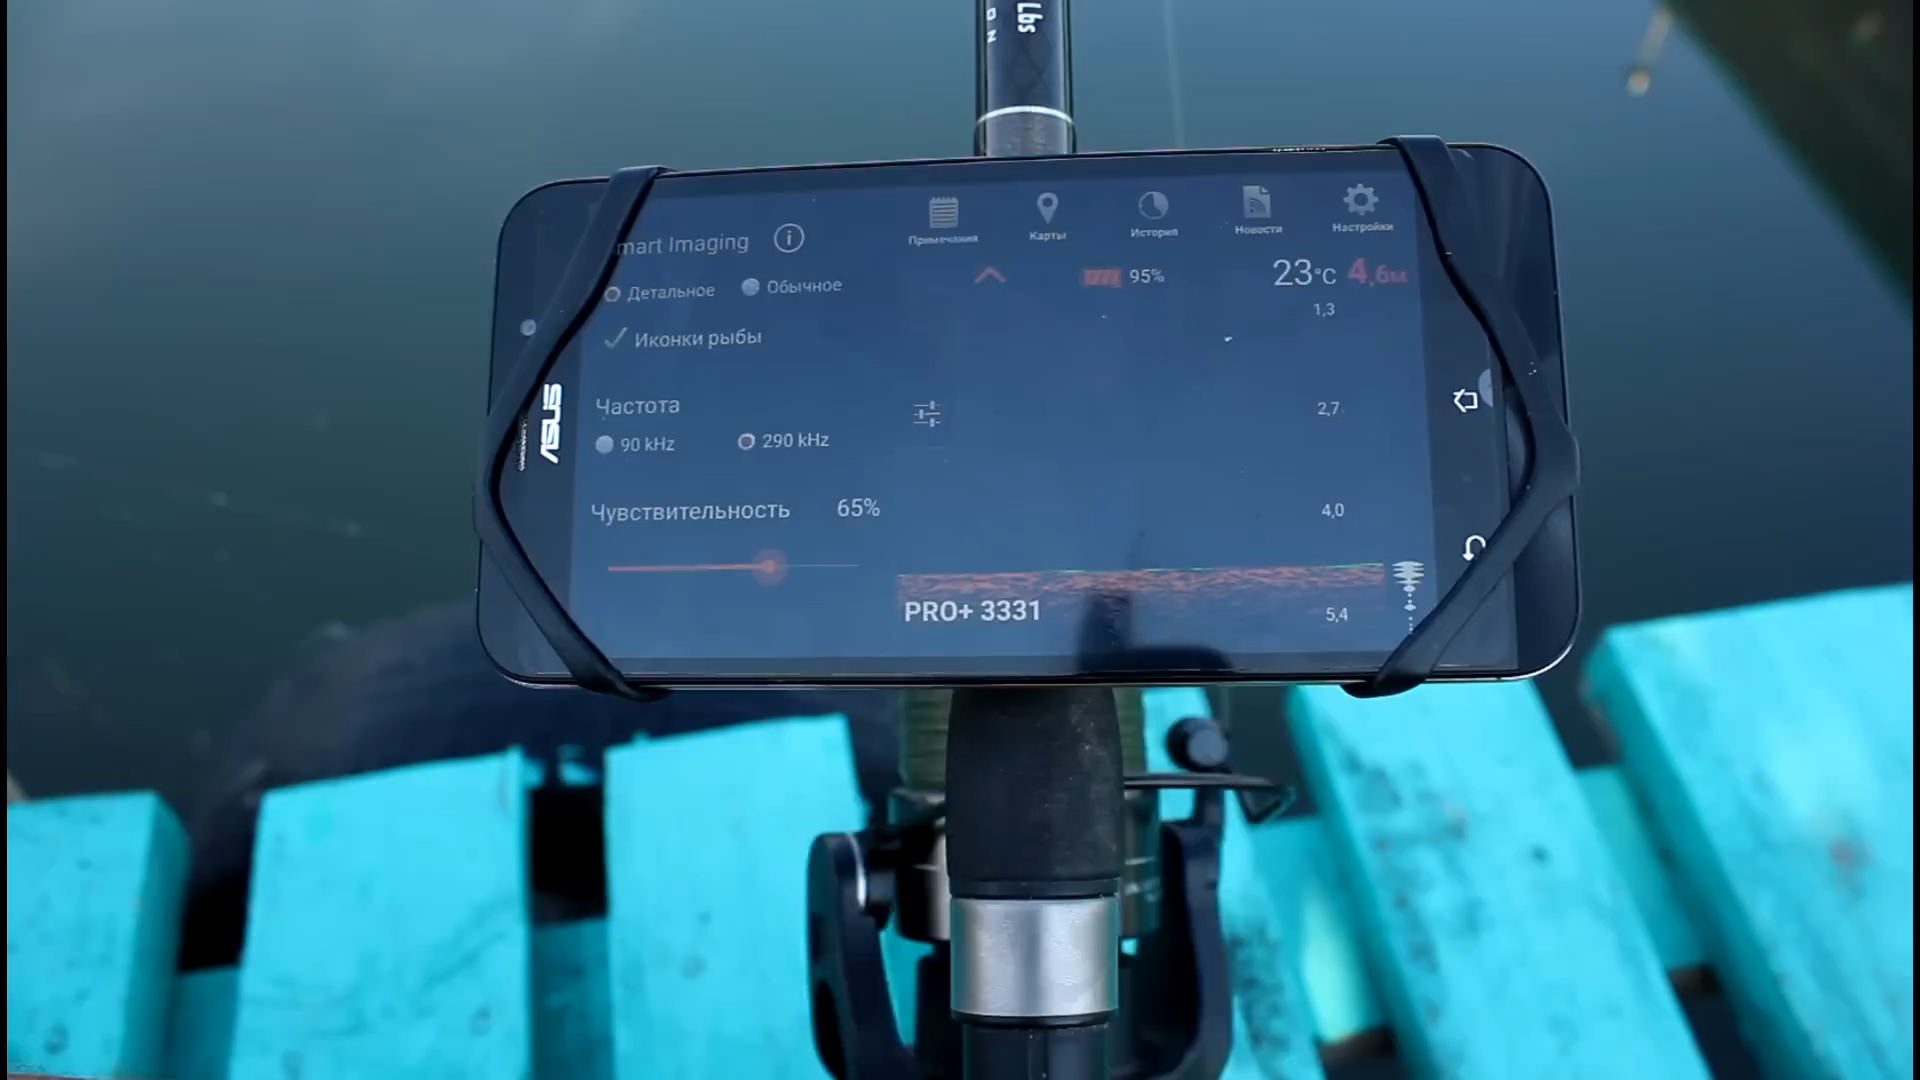 Lbs
Примечания
Карты
История
Новости
Настройки
mart Imaging
95%
23°C 4,6м
Детальное
Обычное
1,3
Иконки рыбы
ASUS
Частота
2,7
90 kHz
290 kHz
Чувствительность 65%
4,0
PRO+ 3331
5,4